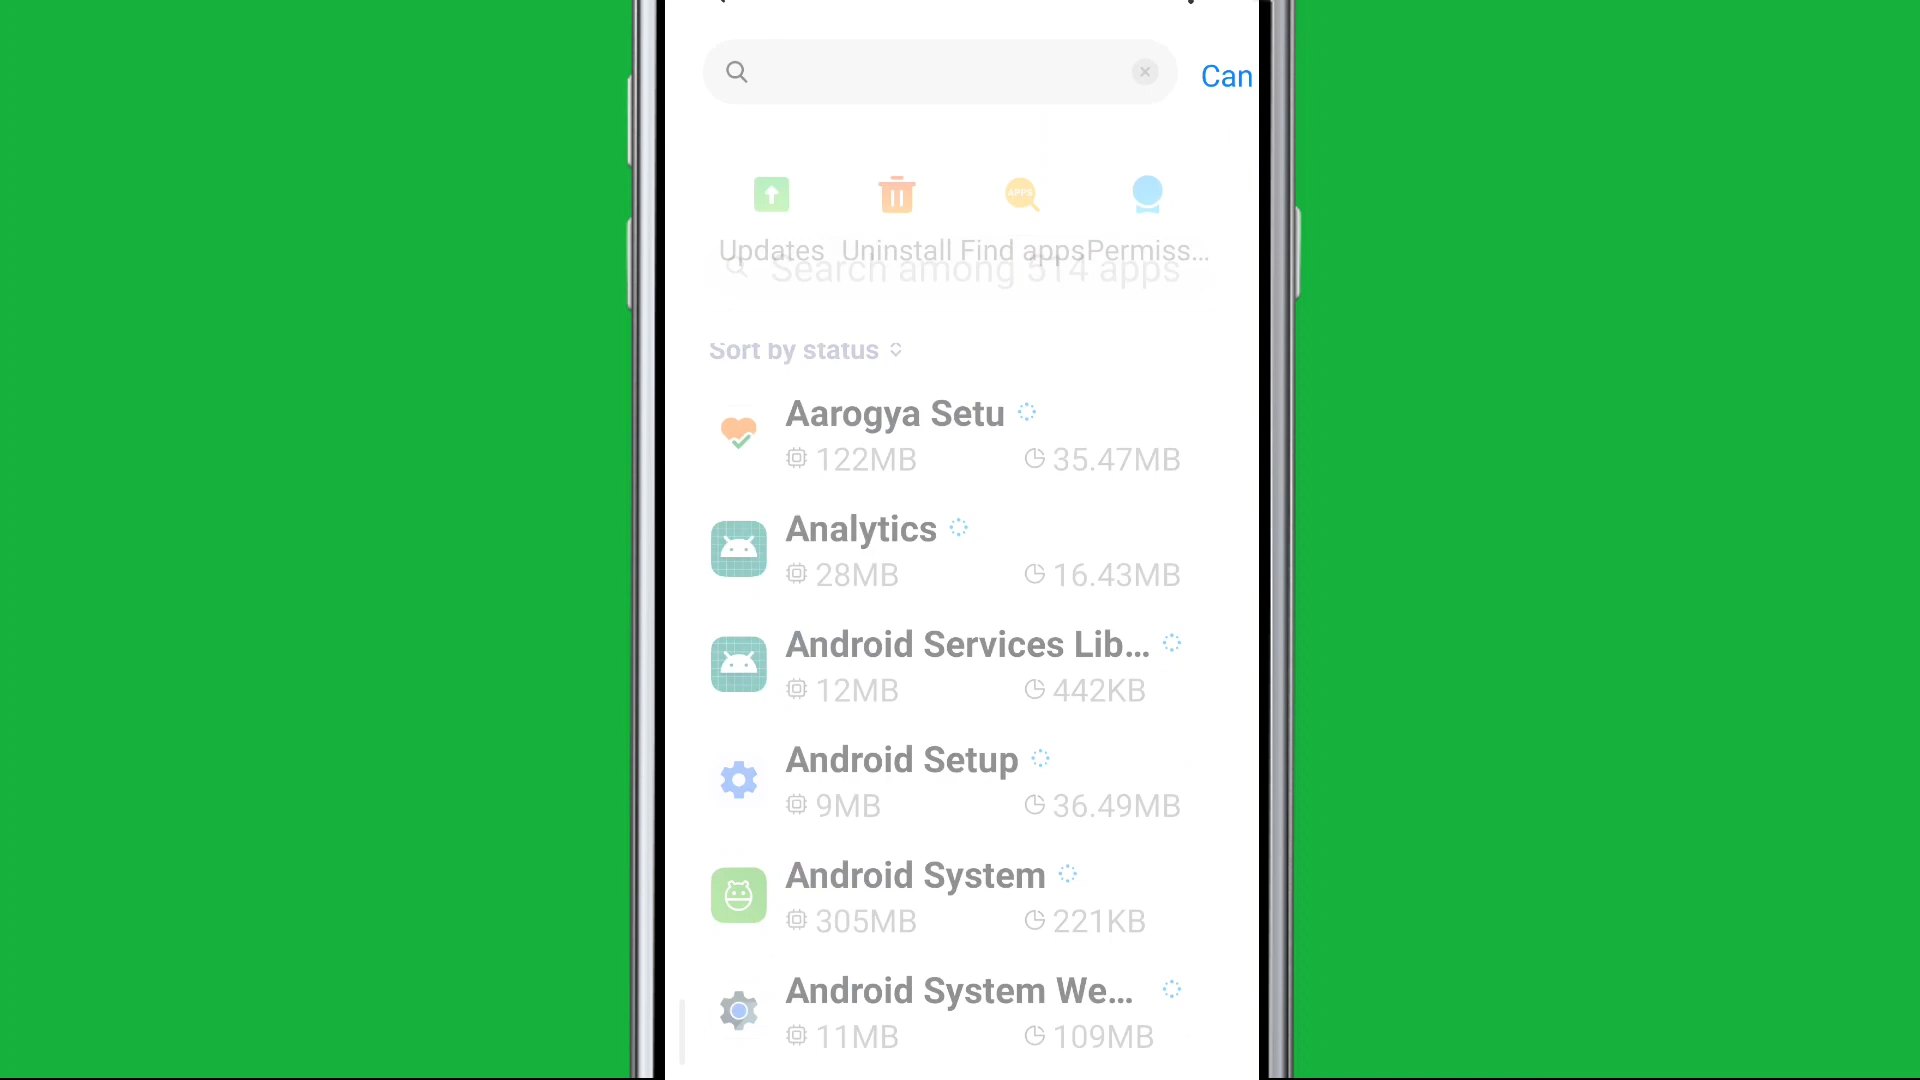 Can
APPS
Updates Uninstall Find apps Permiss...
Search among 514 apps
Sort by status
Aarogya Setu
122MB 35.47MB
Analytics
28MB 16.43MB
Android Services Lib...
12MB 442KB
Android Setup
9MB 36.49MB
Android System
305MB 221KB
Android System We...
11MB 109MB